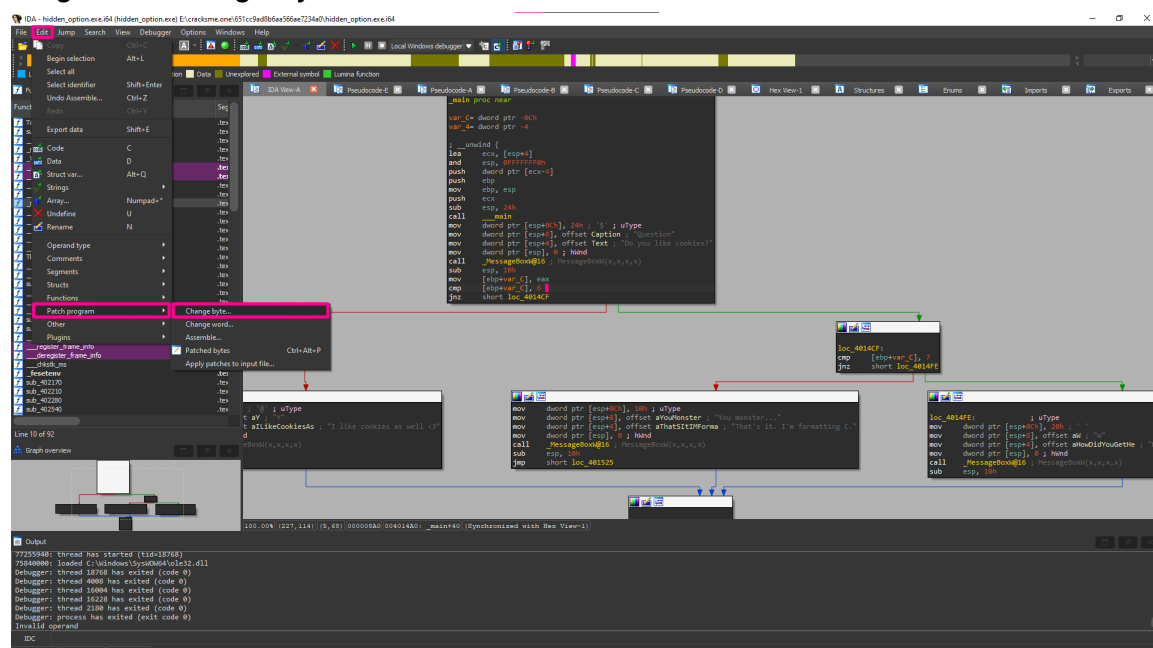 IDA - hidden_option.exe.i64 (hidden_option.exe) E:\cracksme.one\651cc9ad8b6aa566ae7234a0\hidden_option.exe.i64
File Edit Jump Search View Debugger Options Windows Help
Copy Ctrl-C
Local Windows debugger
Begin selection Alt+L
Select all
Data Unexplored External symbol Lumina function
Select identifier Shift+Enter
IDA View-A Pseudocode-E Pseudocode-A Pseudocode-B Pseudocode-C Pseudocode-D Hex View-1 Structures Enums Imports Exports
Undo Assemble... Ctrl-Z
Redo Ctrl-Y
Export data Shift+E
Code C
Data D
Struct var... Alt+Q
Strings
Array... Numpad+*
Undefine U
Rename N
Operand type
Comments
Segments
Structs
Functions
Patch program
Other
Plugins
Change byte...
Change word...
Assemble...
Patched bytes Ctrl+Alt+P
Apply patches to input file...
___register_frame_info
___deregister_frame_info
___chkstk_ms
_fesetenv
sub_402170
sub_402210
sub_402280
sub_402540
Line 10 of 92
Graph overview
_main proc near
var_C= dword ptr -0Ch
var_4= dword ptr -4
; __unwind {
lea ecx, [esp+4]
and esp, 0FFFFFFF0h
push dword ptr [ecx-4]
push ebp
mov ebp, esp
push ecx
sub esp, 24h
call ___main
mov dword ptr [esp+0Ch], 24h ; '$' ; uType
mov dword ptr [esp+8], offset Caption ; "Question"
mov dword ptr [esp+4], offset Text ; "Do you like cookies?"
mov dword ptr [esp], 0 ; hWnd
call _MessageBoxW@16 ; MessageBoxW(x,x,x,x)
sub esp, 10h
mov [ebp+var_C], eax
cmp [ebp+var_C], 6
jnz short loc_4014CF
loc_4014CF:
cmp [ebp+var_C], 7
jnz short loc_4014FE
; '@' ; uType
t aY ; "Y"
t aILikeCookiesAs ; "I like cookies as well <3"
d
eBoxW(x,x,x,x)
mov dword ptr [esp+0Ch], 10h ; uType
mov dword ptr [esp+8], offset aYouMonster ; "You monster..."
mov dword ptr [esp+4], offset aThatSItIMForma ; "That's it. I'm formatting C."
mov dword ptr [esp], 0 ; hWnd
call _MessageBoxW@16 ; MessageBoxW(x,x,x,x)
sub esp, 10h
jmp short loc_401525
loc_4014FE: ; uType
mov dword ptr [esp+0Ch], 20h ; ' '
mov dword ptr [esp+8], offset aW ; "W"
mov dword ptr [esp+4], offset aHowDidYouGetHe ; "
mov dword ptr [esp], 0 ; hWnd
call _MessageBoxW@16 ; MessageBoxW(x,x,x,x)
sub esp, 10h
100.00% (227,114) (5,68) 000008A0 004014A0: _main+40 (Synchronized with Hex View-1)
Output
77255940: thread has started (tid=18768)
75840000: loaded C:\Windows\SysWOW64\ole32.dll
Debugger: thread 18768 has exited (code 0)
Debugger: thread 4008 has exited (code 0)
Debugger: thread 16004 has exited (code 0)
Debugger: thread 16228 has exited (code 0)
Debugger: thread 2180 has exited (code 0)
Debugger: process has exited (exit code 0)
Invalid operand
IDC